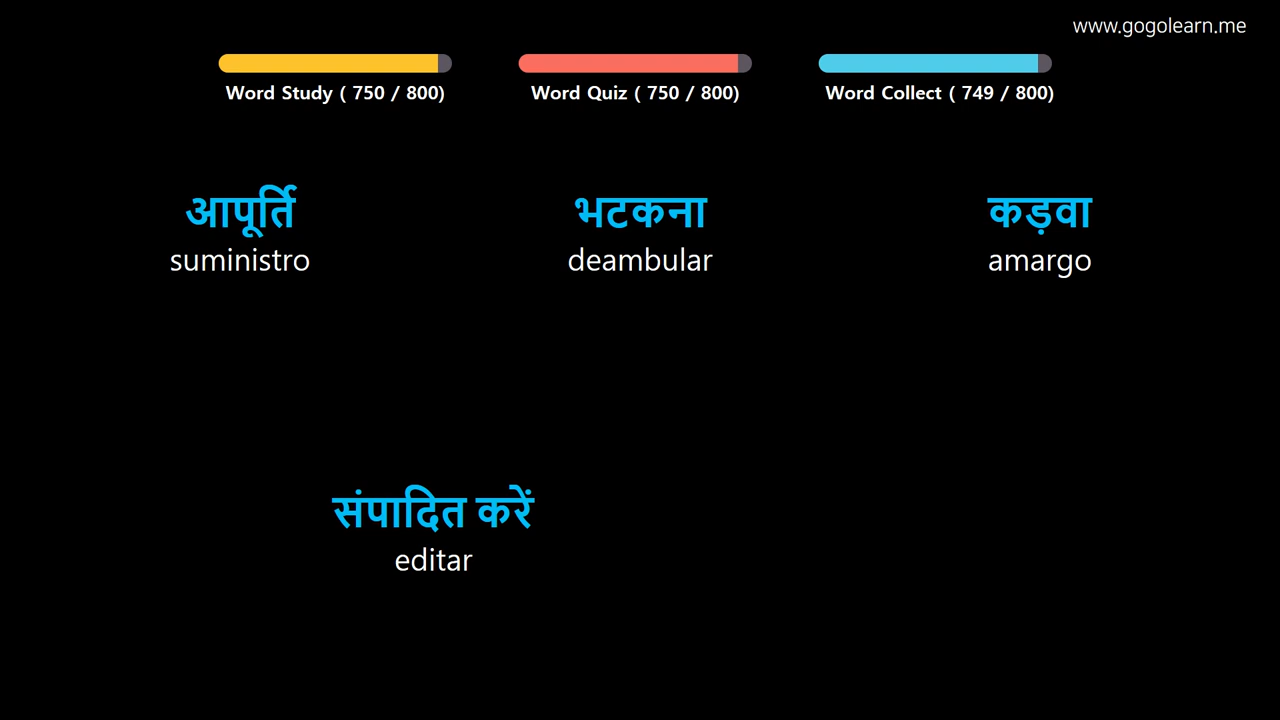 www.gogolearn.me
Word Study ( 750 / 800)
Word Quiz ( 750 / 800)
Word Collect ( 749 / 800)
आपूर्ति
suministro
भटकना
deambular
कड़वा
amargo
संपादित करें
editar